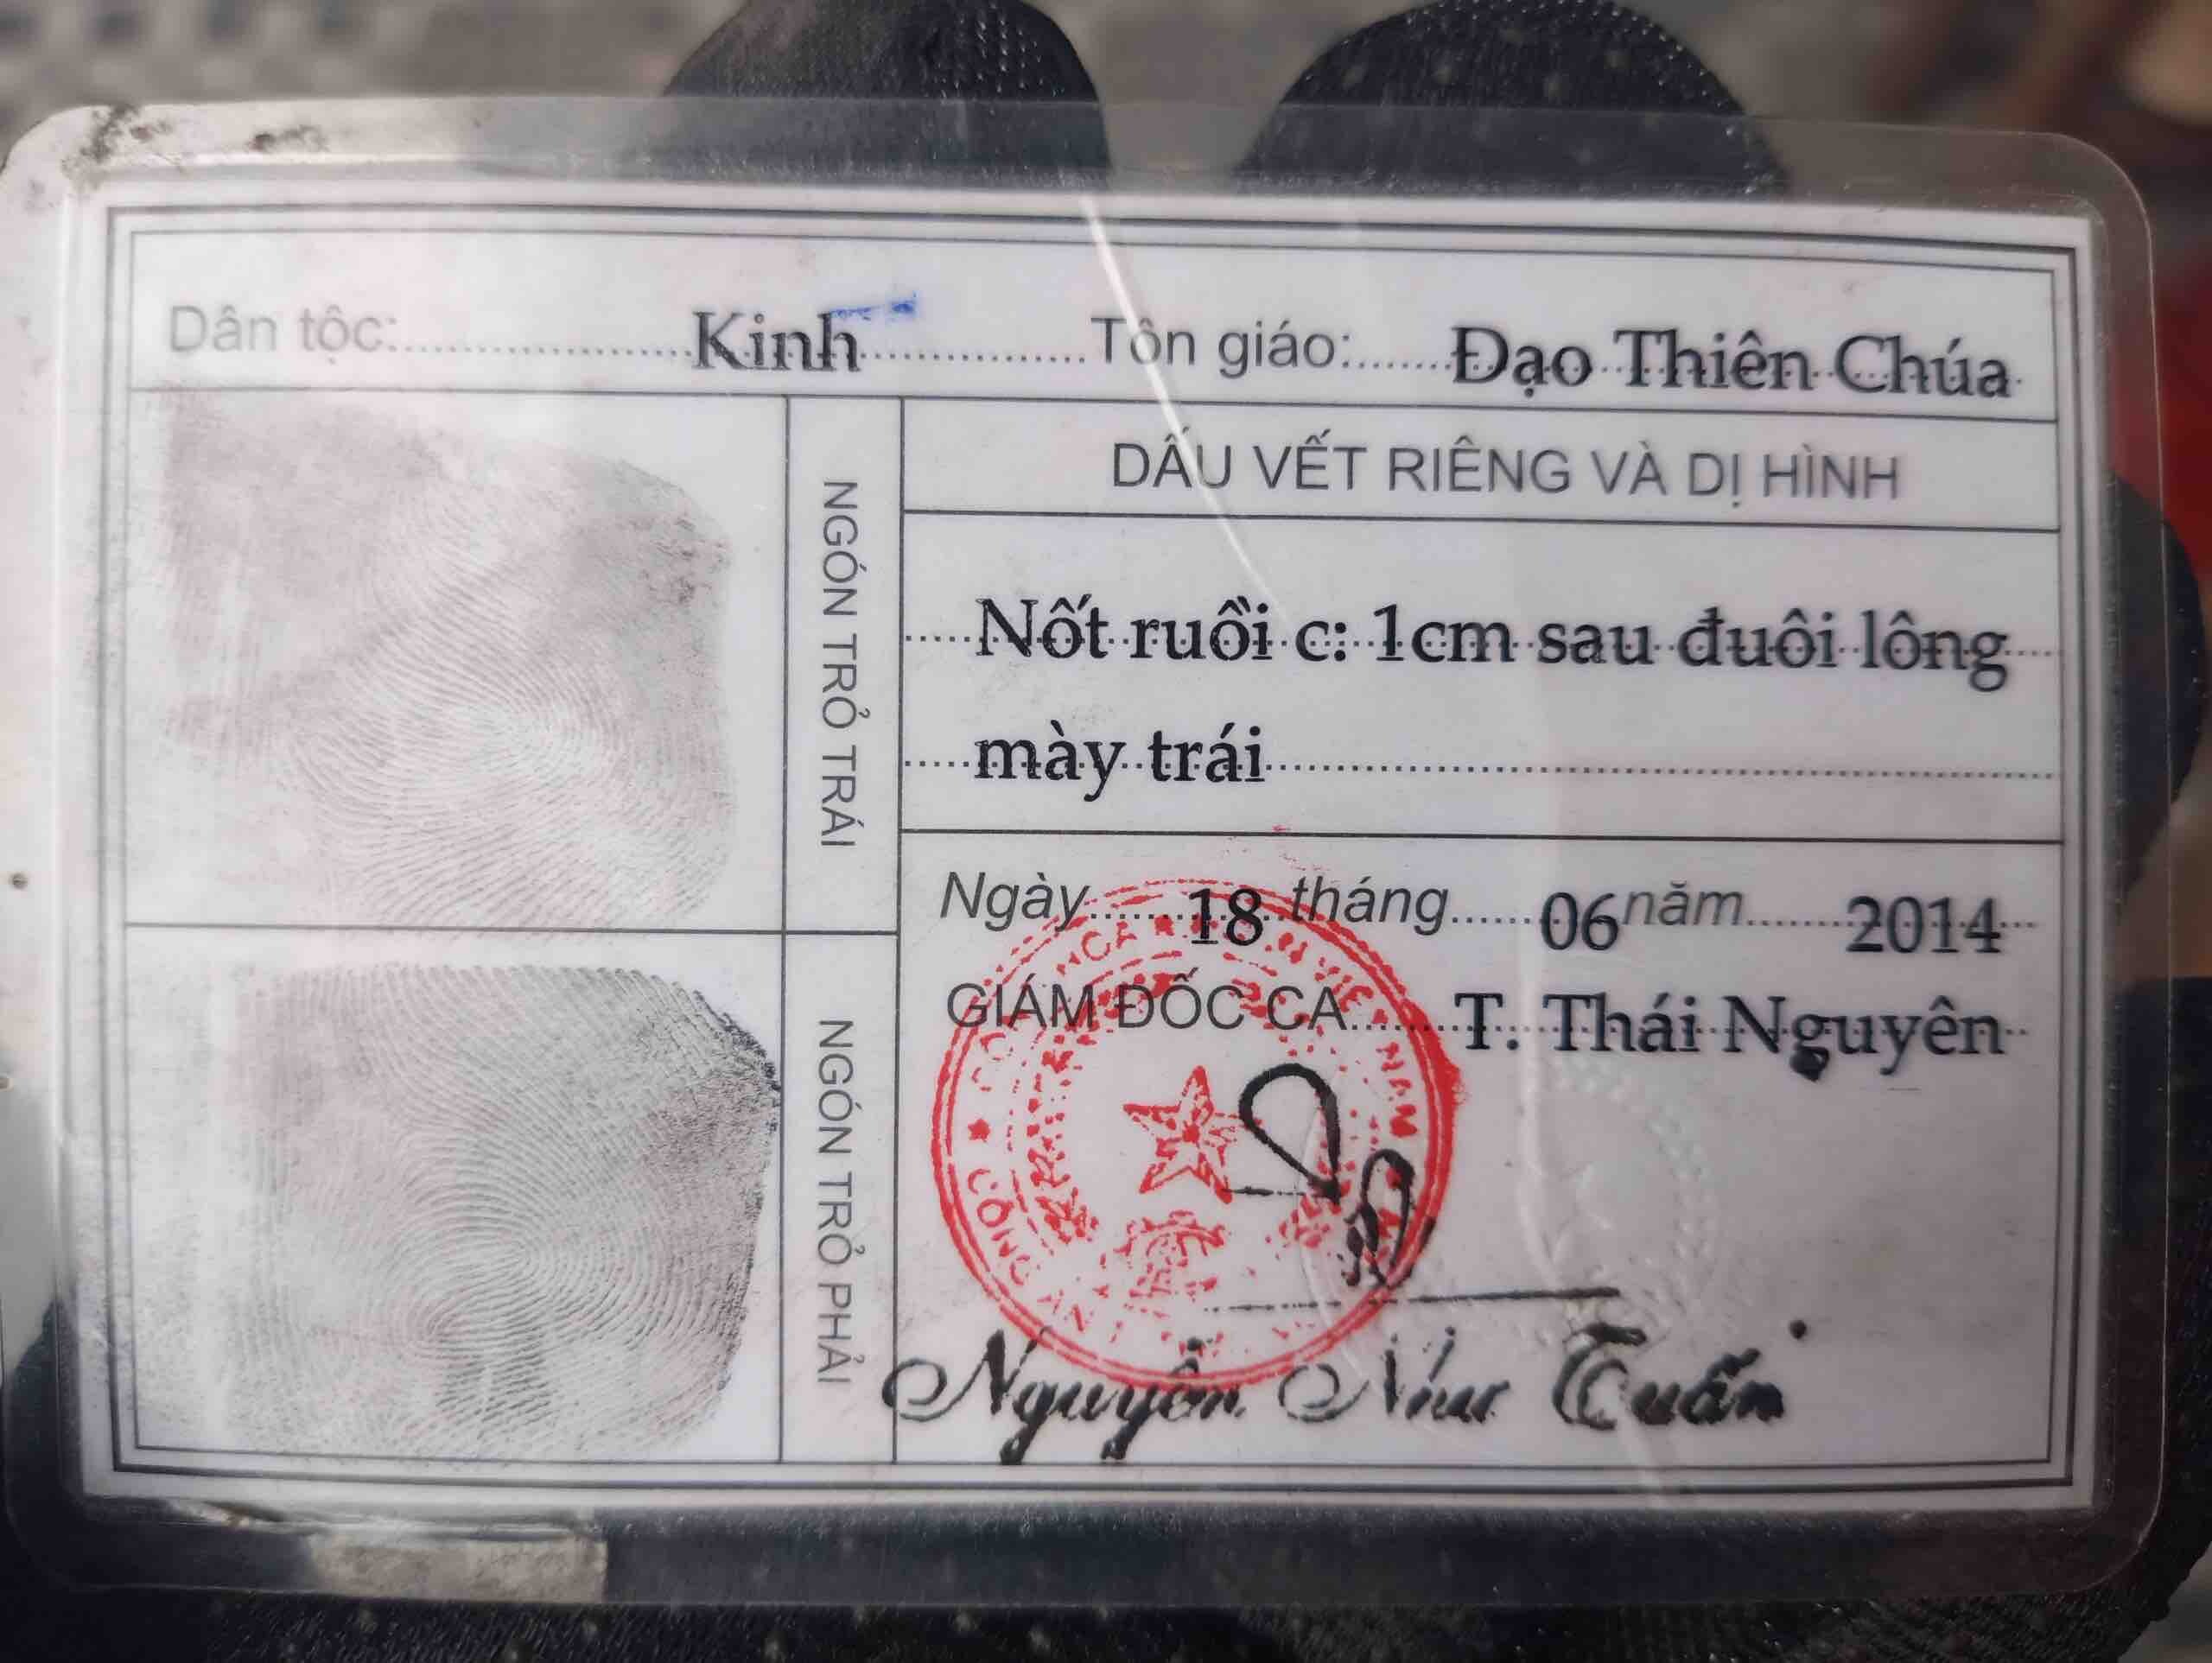 Dân tộc: Kinh Tôn giáo: Đạo Thiên Chúa
NGÓN TRỎ TRÁI
DẤU VẾT RIÊNG VÀ DỊ HÌNH
Nốt ruồi c: 1cm sau đuôi lông
mày trái
NGÓN TRỎ PHẢI
Ngày 18 tháng 06 năm 2014
GIÁM ĐỐC CA T. Thái Nguyên
CÔNG AN
Nguyễn Như Tuấn